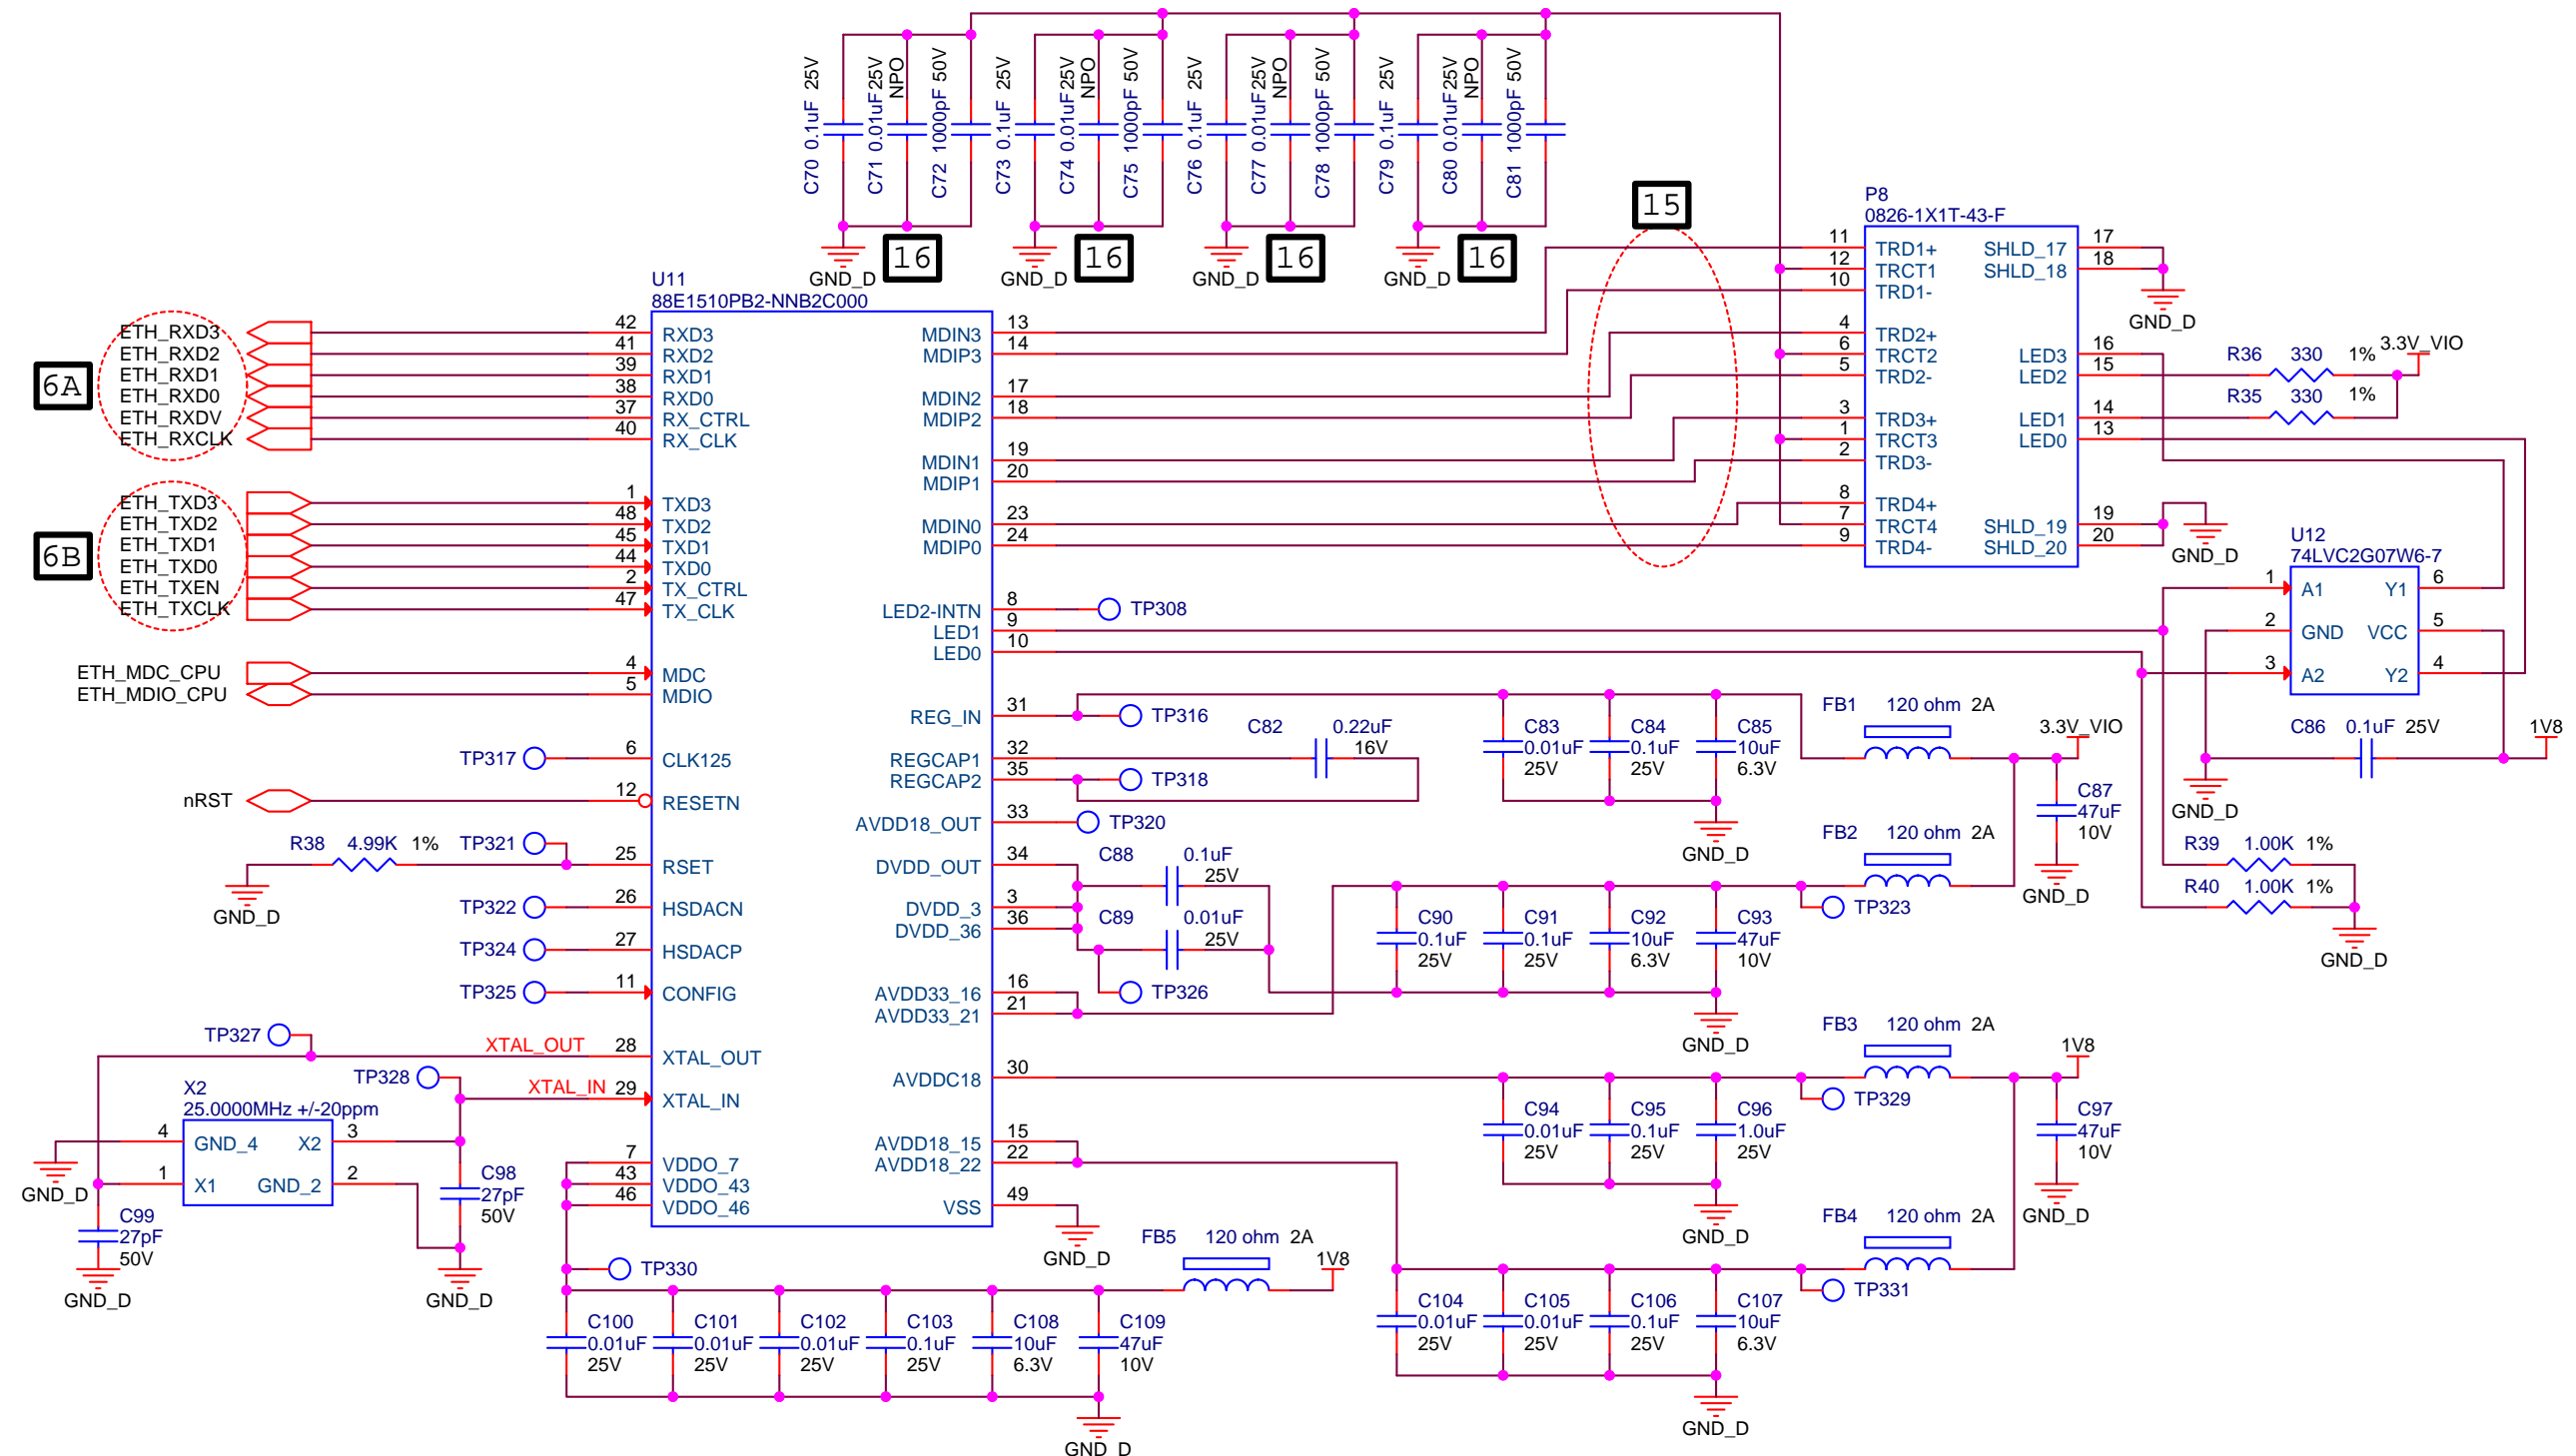 C70 0.1uF 25V
C71 0.01uF 25V
NPO
C72 1000pF 50V
C73 0.1uF 25V
C74 0.01uF 25V
NPO
C75 1000pF 50V
C76 0.1uF 25V
C77 0.01uF 25V
NPO
C78 1000pF 50V
C79 0.1uF 25V
C80 0.01uF 25V
NPO
C81 1000pF 50V
GND_D
16
GND_D
16
GND_D
16
GND_D
16
15
P8
0826-1X1T-43-F
11 TRD1+
12 TRCT1
10 TRD1-
4 TRD2+
6 TRCT2
5 TRD2-
3 TRD3+
1 TRCT3
2 TRD3-
8 TRD4+
7 TRCT4
9 TRD4-
SHLD_17 17
SHLD_18 18
LED3 16
LED2 15
LED1 14
LED0 13
SHLD_19 19
SHLD_20 20
GND_D
R36 330 1%
3.3V_VIO
R35 330 1%
GND_D
U12
74LVC2G07W6-7
1 A1
2 GND
3 A2
Y1 6
VCC 5
Y2 4
C86 0.1uF 25V
1V8
GND_D
R39 1.00K 1%
R40 1.00K 1%
GND_D
6A
ETH_RXD3
ETH_RXD2
ETH_RXD1
ETH_RXD0
ETH_RXDV
ETH_RXCLK
6B
ETH_TXD3
ETH_TXD2
ETH_TXD1
ETH_TXD0
ETH_TXEN
ETH_TXCLK
ETH_MDC_CPU
ETH_MDIO_CPU
TP317
nRST
R38 4.99K 1%
TP321
GND_D
TP322
TP324
TP325
TP327
XTAL_OUT
TP328
XTAL_IN
X2
25.0000MHz +/-20ppm
4 GND_4
1 X1
X2 3
GND_2 2
GND_D
C99
27pF
50V
GND_D
C98
27pF
50V
GND_D
U11
88E1510PB2-NNB2C000
42 RXD3
41 RXD2
39 RXD1
38 RXD0
37 RX_CTRL
40 RX_CLK
1 TXD3
48 TXD2
45 TXD1
44 TXD0
2 TX_CTRL
47 TX_CLK
4 MDC
5 MDIO
6 CLK125
12 RESETN
25 RSET
26 HSDACN
27 HSDACP
11 CONFIG
28 XTAL_OUT
29 XTAL_IN
7 VDDO_7
43 VDDO_43
46 VDDO_46
MDIN3 13
MDIP3 14
MDIN2 17
MDIP2 18
MDIN1 19
MDIP1 20
MDIN0 23
MDIP0 24
LED2-INTN 8
LED1 9
LED0 10
REG_IN 31
REGCAP1 32
REGCAP2 35
AVDD18_OUT 33
DVDD_OUT 34
DVDD_3 3
DVDD_36 36
AVDD33_16 16
AVDD33_21 21
AVDDC18 30
AVDD18_15 15
AVDD18_22 22
VSS 49
GND_D
TP308
TP316
C82 0.22uF
16V
TP318
TP320
C88 0.1uF
25V
C89 0.01uF
25V
TP326
C83
0.01uF
25V
C84
0.1uF
25V
C85
10uF
6.3V
GND_D
FB1 120 ohm 2A
3.3V_VIO
C87
47uF
10V
GND_D
FB2 120 ohm 2A
TP323
C90
0.1uF
25V
C91
0.1uF
25V
C92
10uF
6.3V
C93
47uF
10V
GND_D
FB3 120 ohm 2A
1V8
TP329
C94
0.01uF
25V
C95
0.1uF
25V
C96
1.0uF
25V
GND_D
C97
47uF
10V
GND_D
FB4 120 ohm 2A
TP331
C104
0.01uF
25V
C105
0.01uF
25V
C106
0.1uF
25V
C107
10uF
6.3V
GND_D
FB5 120 ohm 2A
1V8
TP330
C100
0.01uF
25V
C101
0.01uF
25V
C102
0.01uF
25V
C103
0.1uF
25V
C108
10uF
6.3V
C109
47uF
10V
GND_D